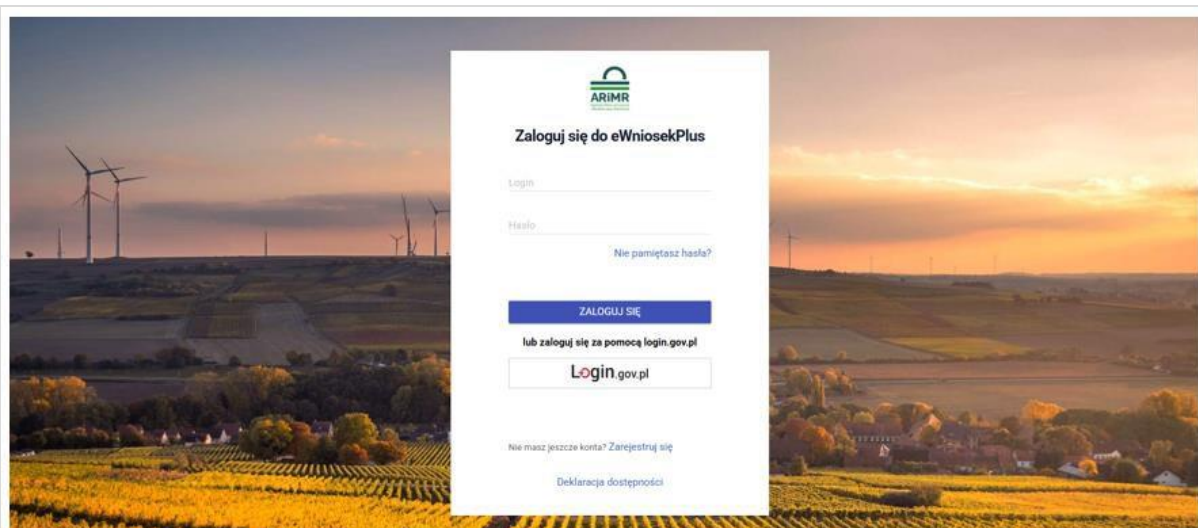 ARiMR
Zaloguj się do eWniosekPlus
Login
Hasło
Nie pamiętasz hasła?
ZALOGUJ SIĘ
lub zaloguj się za pomocą login.gov.pl
Login.gov.pl
Nie masz jeszcze konta? Zarejestruj się
Deklaracja dostępności